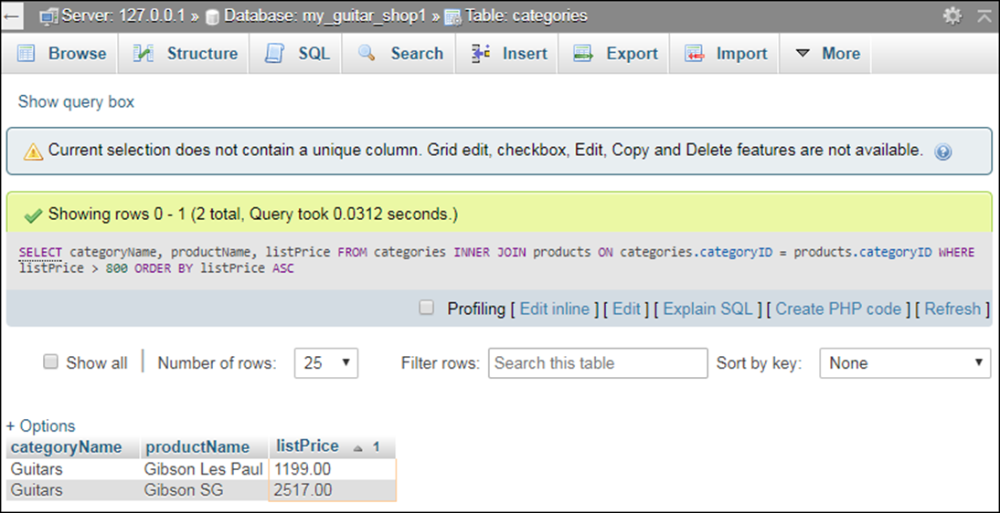 Server: 127.0.0.1 » Database: my_guitar_shop1 » Table: categories
Browse Structure SQL Search Insert Export Import More
Show query box
Current selection does not contain a unique column. Grid edit, checkbox, Edit, Copy and Delete features are not available.
Showing rows 0 - 1 (2 total, Query took 0.0312 seconds.)
SELECT categoryName, productName, listPrice FROM categories INNER JOIN products ON categories.categoryID = products.categoryID WHERE
listPrice > 800 ORDER BY listPrice ASC
Profiling [ Edit inline ] [ Edit ] [ Explain SQL ] [ Create PHP code ] [ Refresh ]
Show all | Number of rows: 25 Filter rows: Search this table Sort by key: None
+ Options
categoryName productName listPrice 1
Guitars Gibson Les Paul 1199.00
Guitars Gibson SG 2517.00